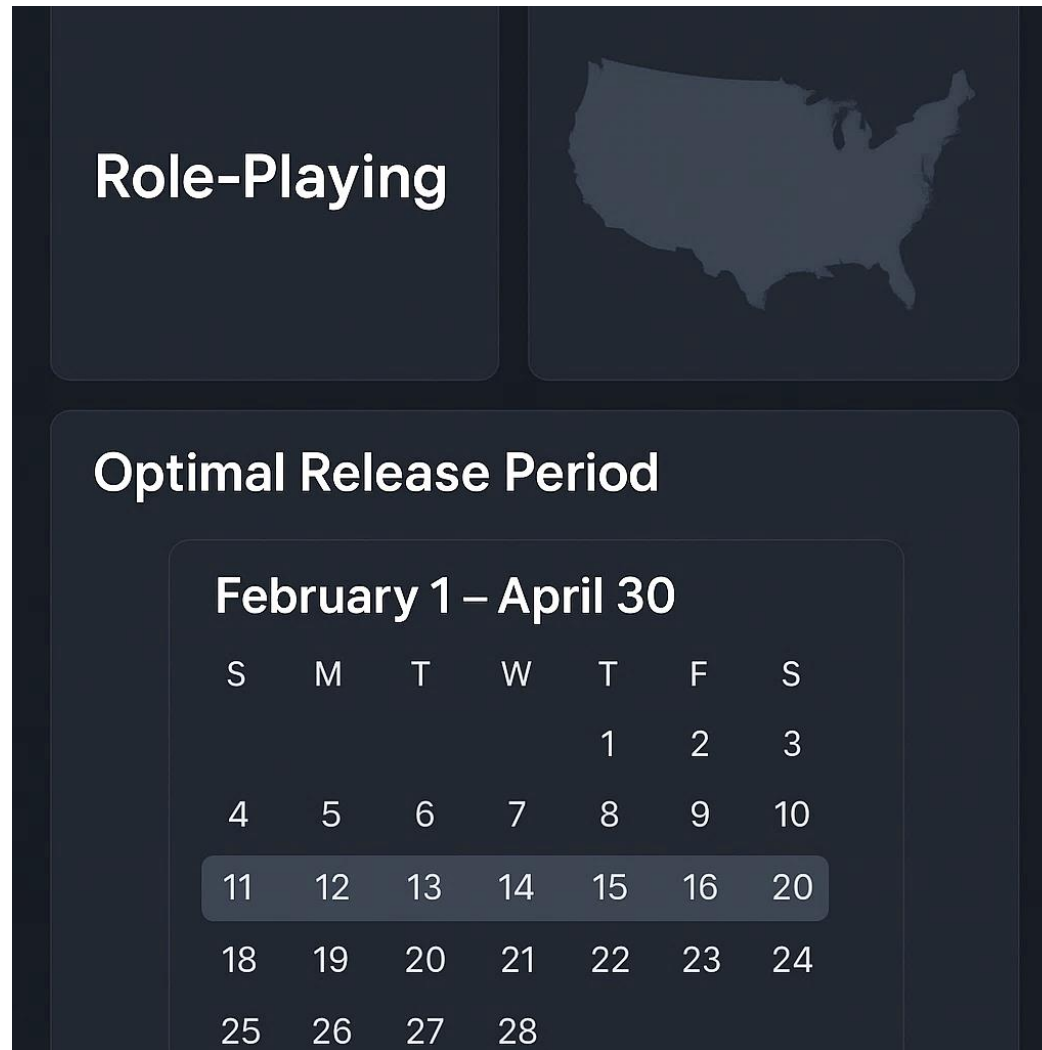 Role-Playing
Optimal Release Period
February 1 – April 30
S M T W T F S
1 2 3
4 5 6 7 8 9 10
11 12 13 14 15 16 20
18 19 20 21 22 23 24
25 26 27 28